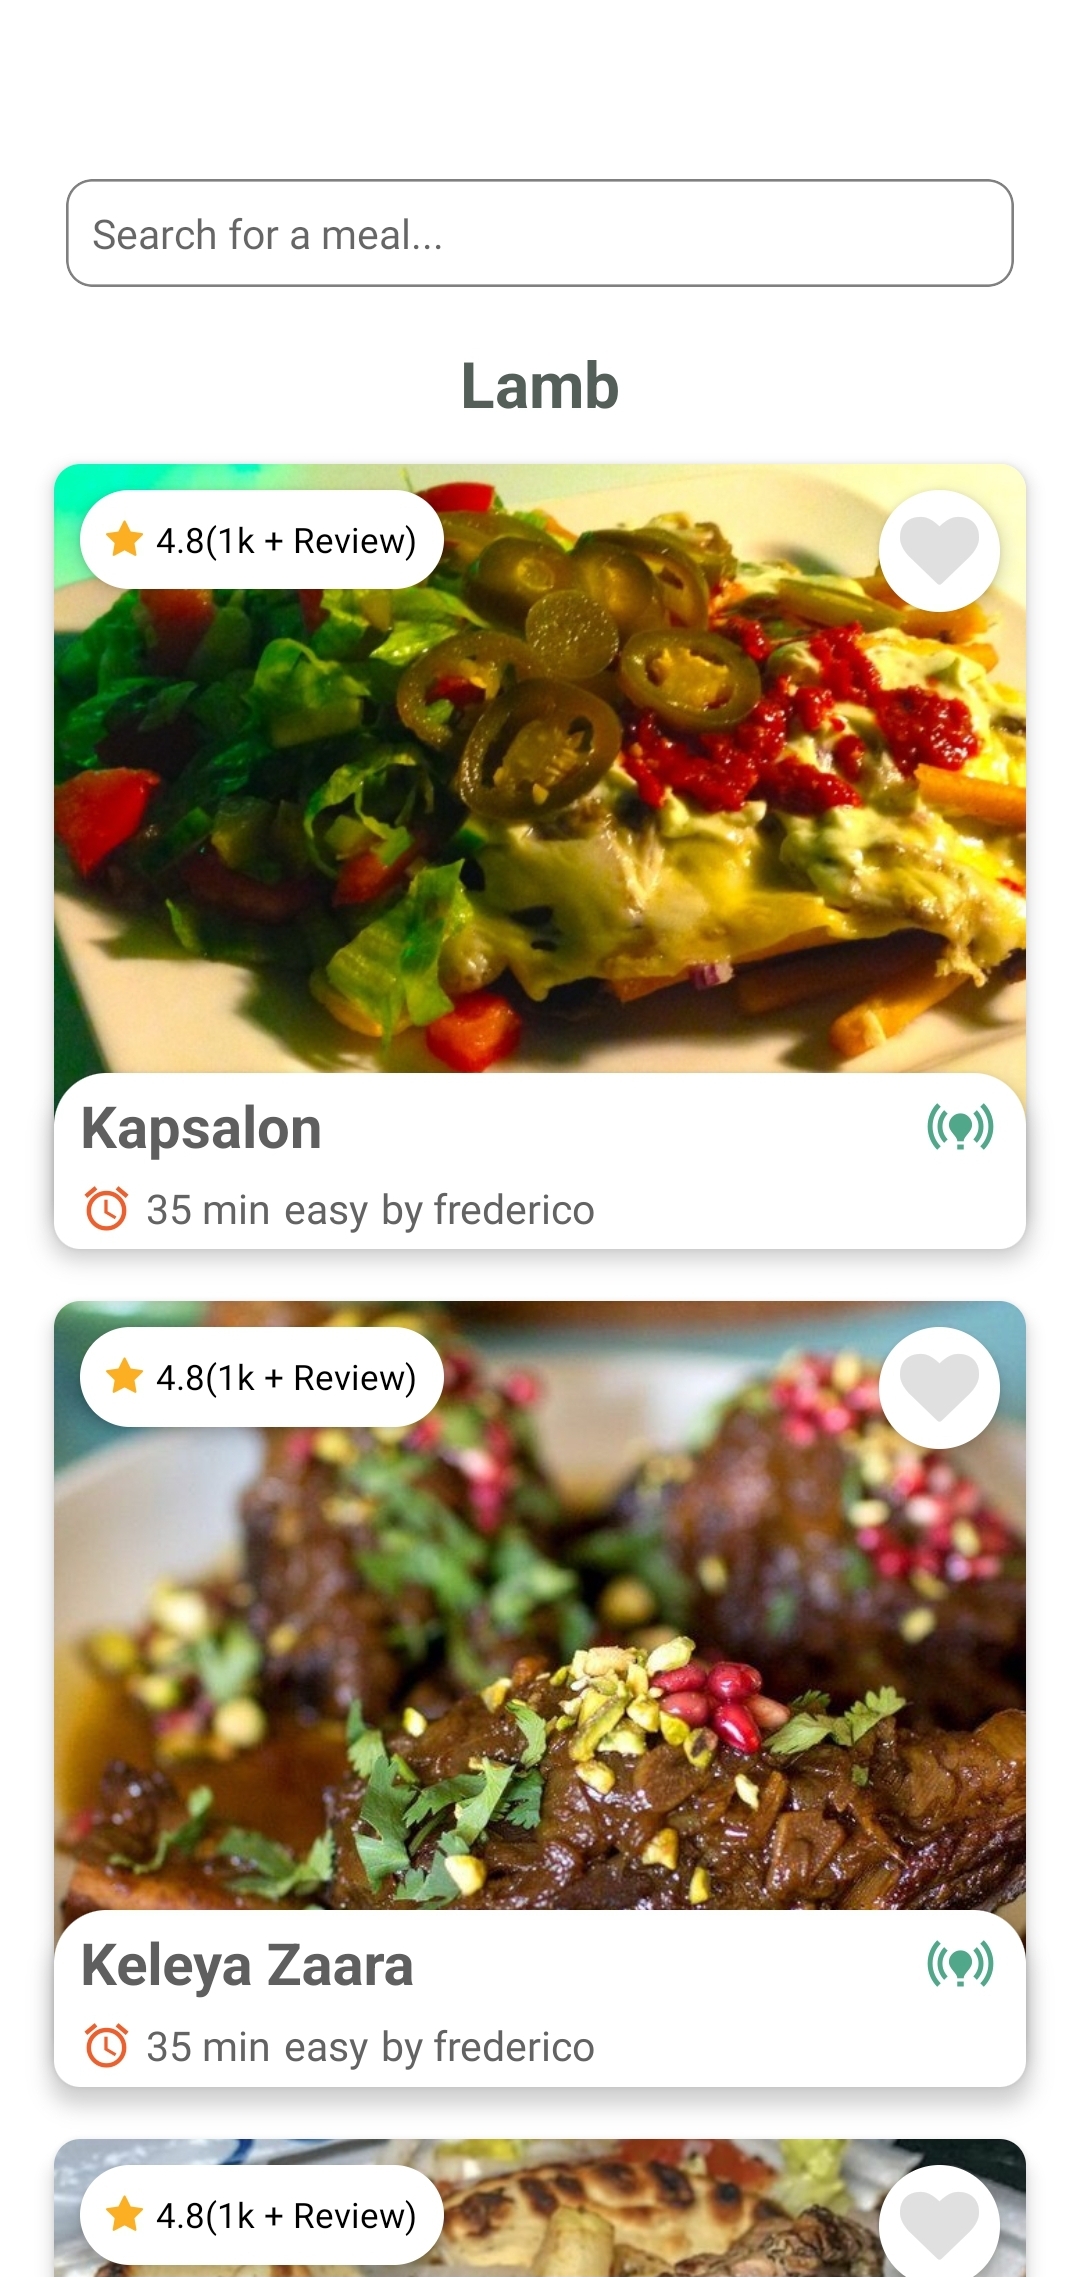 Search for a meal...
Lamb
4.8(1k + Review)
Kapsalon
35 min easy by frederico
4.8(1k + Review)
Keleya Zaara
35 min easy by frederico
4.8(1k + Review)